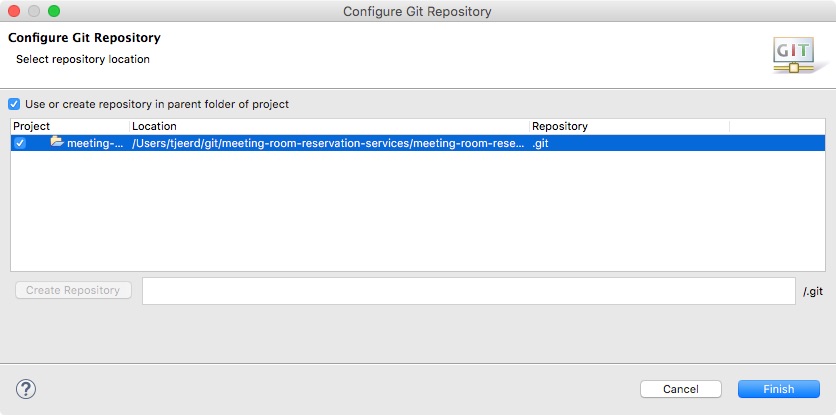 Configure Git Repository
Configure Git Repository
Select repository location
GIT
Use or create repository in parent folder of project
Project Location Repository
meeting-... /Users/tjeerd/git/meeting-room-reservation-services/meeting-room-rese... .git
Create Repository /.git
?
Cancel Finish